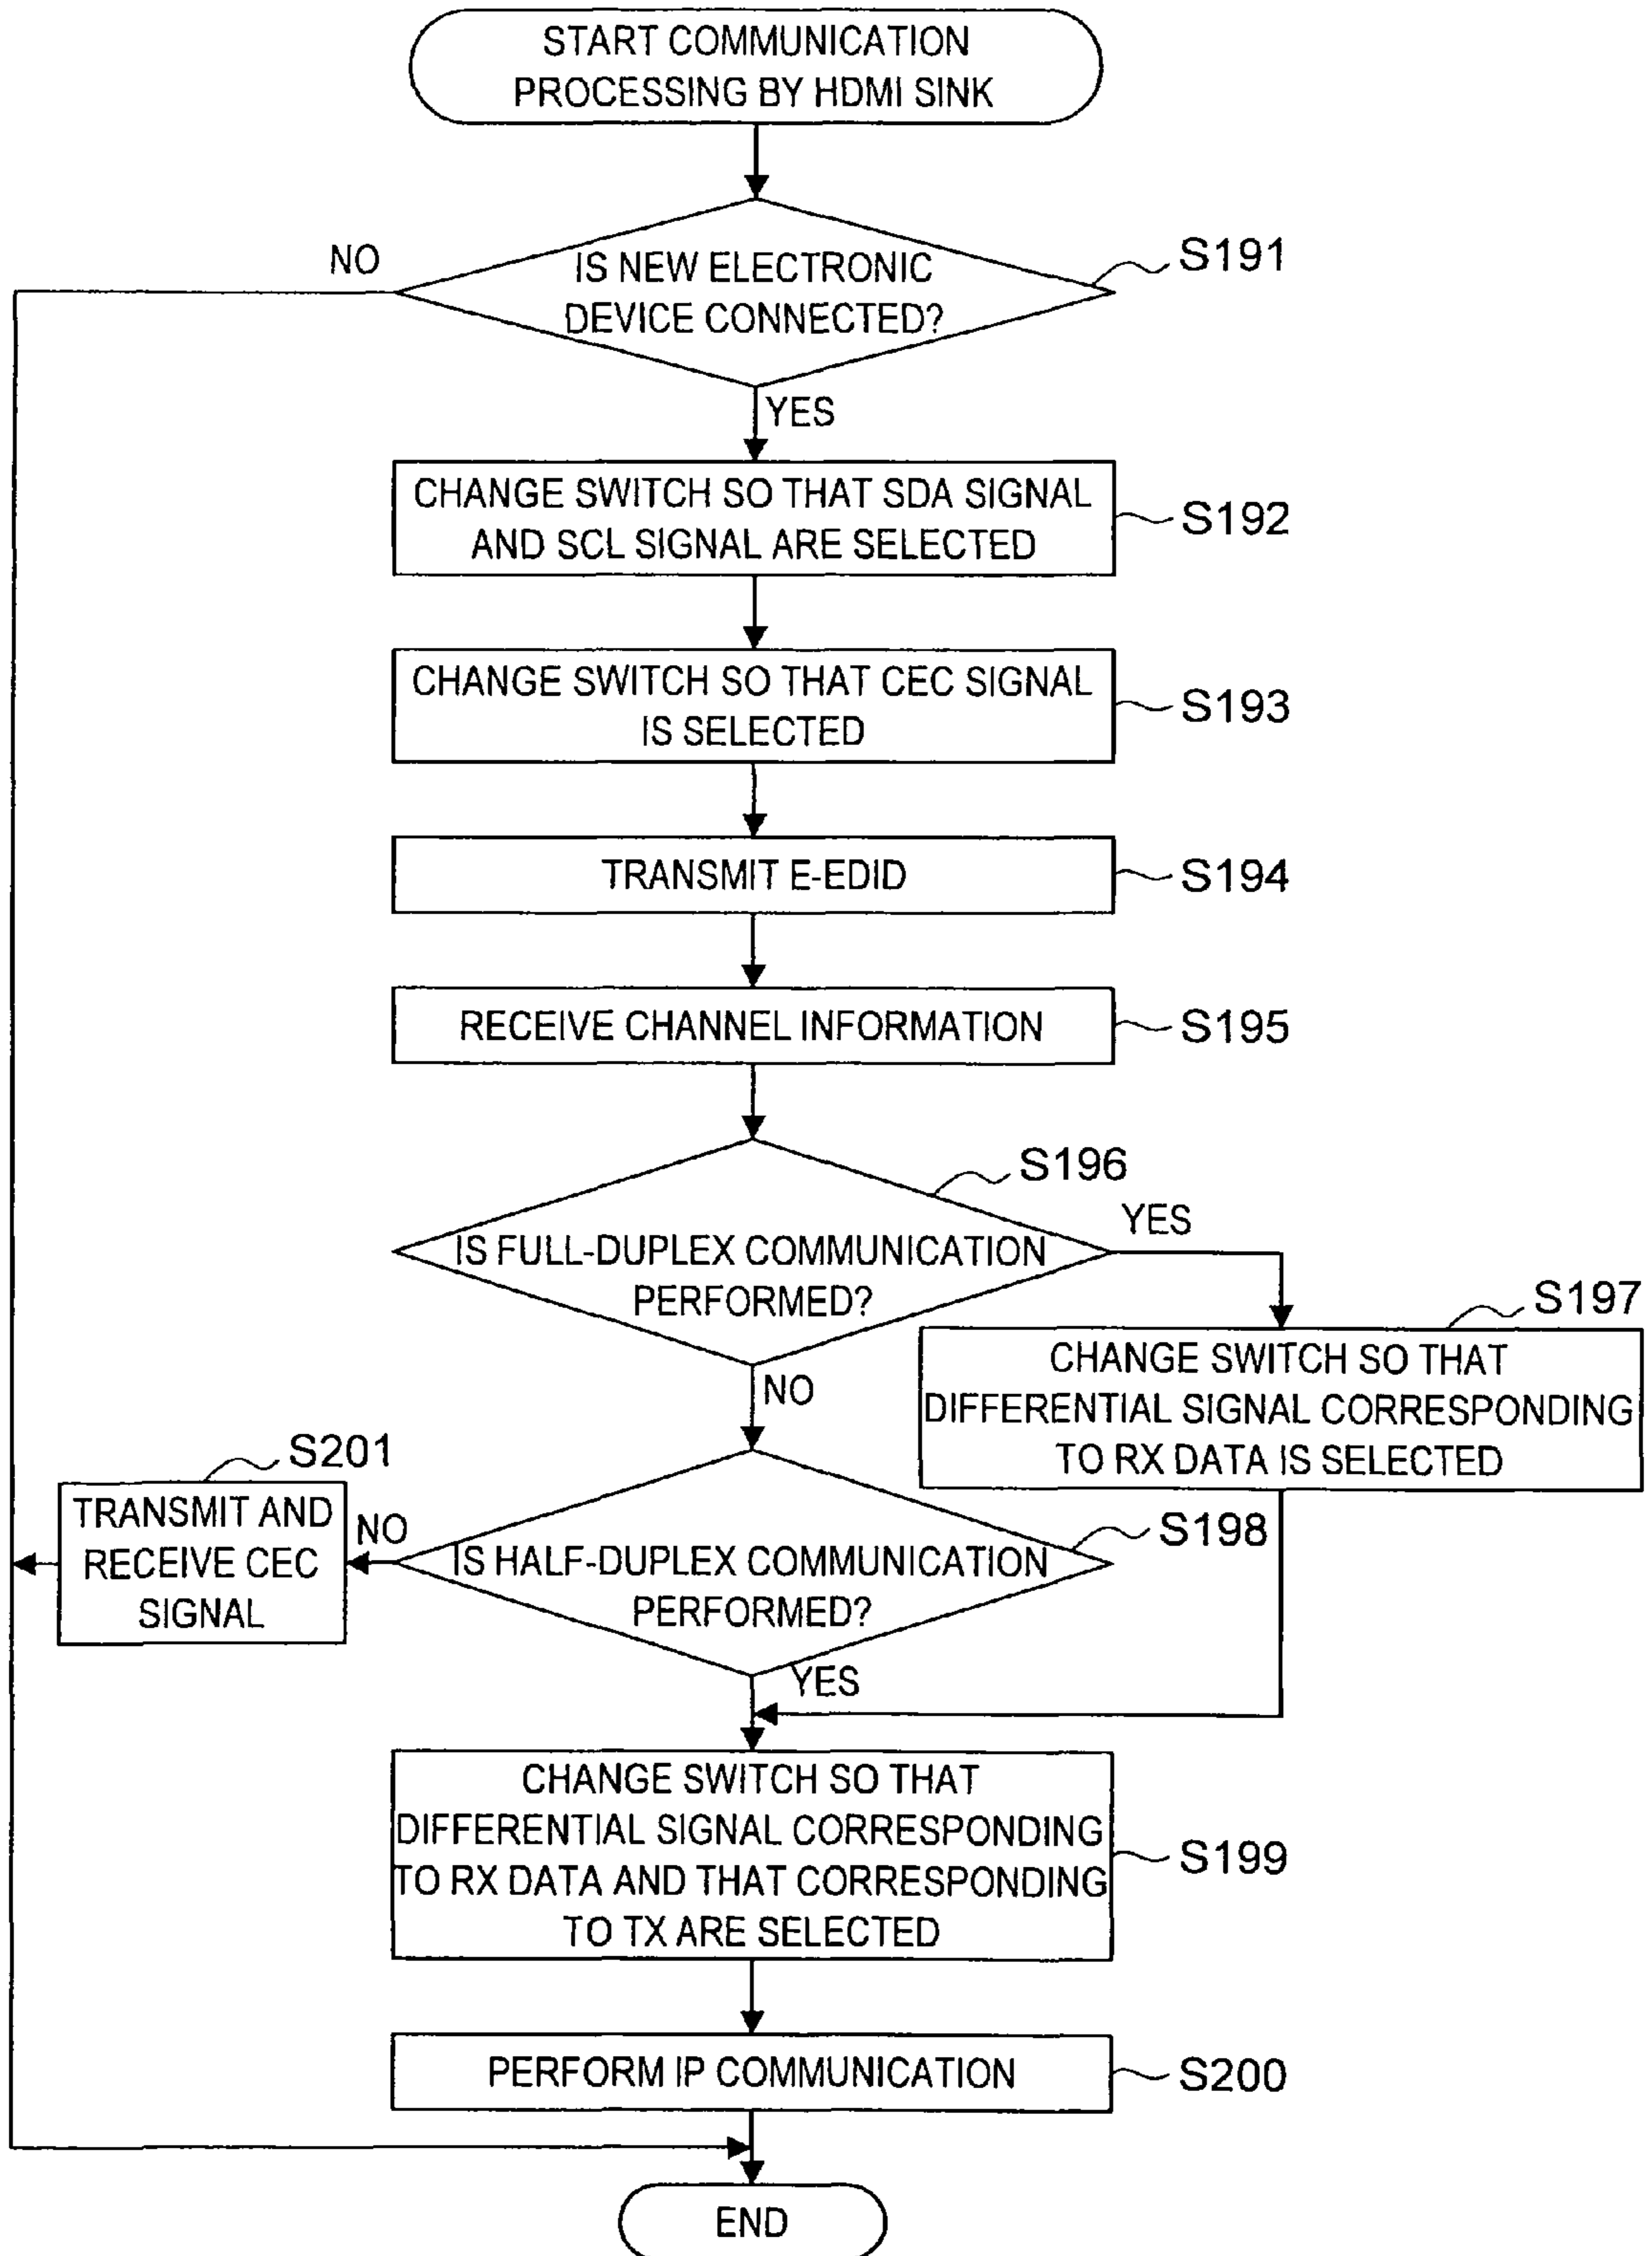 START COMMUNICATION
PROCESSING BY HDMI SINK
NO
IS NEW ELECTRONIC
DEVICE CONNECTED?
S191
YES
CHANGE SWITCH SO THAT SDA SIGNAL
AND SCL SIGNAL ARE SELECTED
S192
CHANGE SWITCH SO THAT CEC SIGNAL
IS SELECTED
S193
TRANSMIT E-EDID
S194
RECEIVE CHANNEL INFORMATION
S195
S196
YES
IS FULL-DUPLEX COMMUNICATION
PERFORMED?
S197
CHANGE SWITCH SO THAT
DIFFERENTIAL SIGNAL CORRESPONDING
TO RX DATA IS SELECTED
NO
S201
TRANSMIT AND
RECEIVE CEC
SIGNAL
NO
S198
IS HALF-DUPLEX COMMUNICATION
PERFORMED?
YES
CHANGE SWITCH SO THAT
DIFFERENTIAL SIGNAL CORRESPONDING
TO RX DATA AND THAT CORRESPONDING
TO TX ARE SELECTED
S199
PERFORM IP COMMUNICATION
S200
END